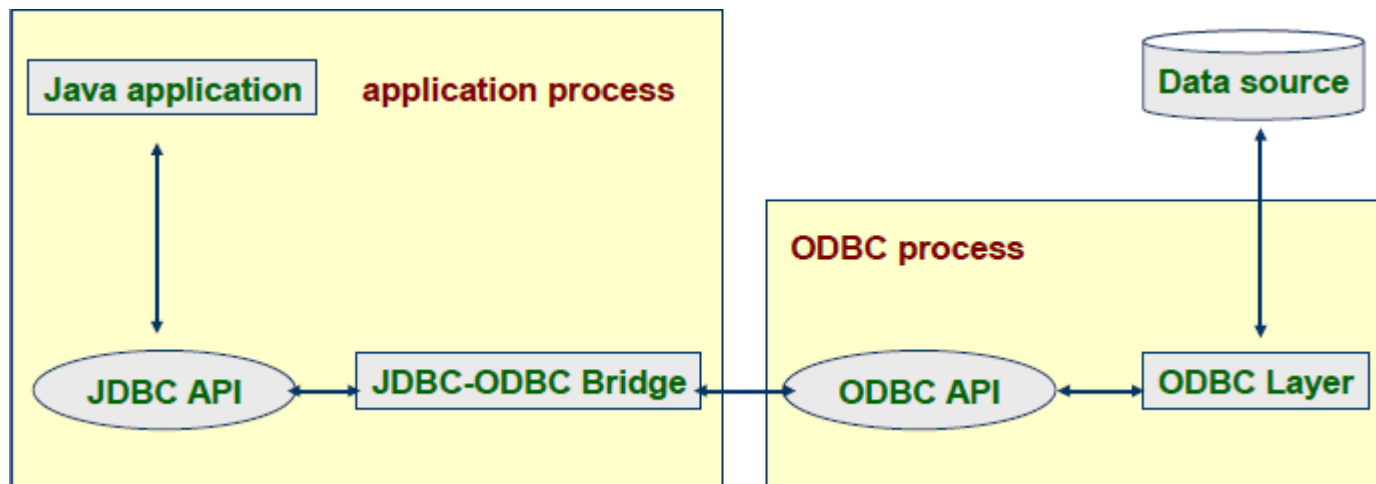 Java application
application process
Data source
ODBC process
JDBC API
JDBC-ODBC Bridge
ODBC API
ODBC Layer